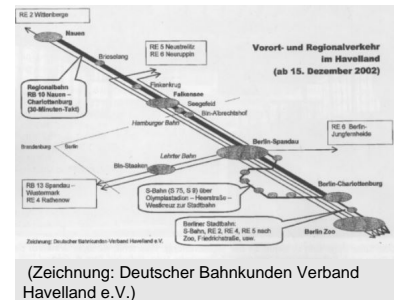 RE 2 Wittenberge
Nauen
Vorort- und Regionalverkehr
im Havelland
(ab 15. Dezember 2002)
RE 5 Neustrelitz
RE 6 Neuruppin
Brieselang
Finkenkrug
Regionalbahn
RB 10 Nauen –
Charlottenburg
(30-Minuten-Takt)
Falkensee
Seegefeld
Bln-Albrechtshof
Hamburger Bahn
RE 6 Berlin-
Jungfernheide
Brandenburg
Berlin
Berlin-Spandau
Lehrter Bahn
Bln-Staaken
RB 13 Spandau –
Wustermark
RE 4 Rathenow
S-Bahn (S 75, S 9) über
Olympiastadion – Heerstraße –
Westkreuz zur Stadtbahn
Berlin-Charlottenburg
Berliner Stadtbahn:
S-Bahn, RE 2, RE 4, RE 5 nach
Zoo, Friedrichstraße, usw.
Berlin Zoo
Zeichnung: Deutscher Bahnkunden-Verband Havelland e.V.
(Zeichnung: Deutscher Bahnkunden Verband
Havelland e.V.)